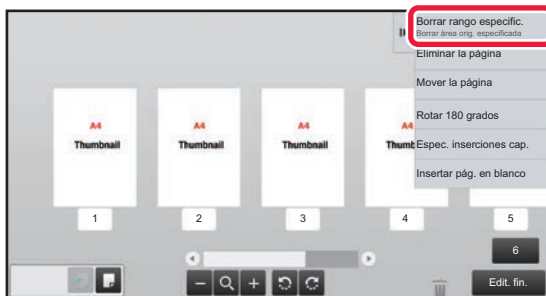 Borrar rango especific.
Borrar área orig. especificada
Eliminar la página
Mover la página
Rotar 180 grados
Espec. inserciones cap.
Insertar pág. en blanco
A4
Thumbnail
A4
Thumbnail
A4
Thumbnail
A4
Thumb
1
2
3
4
5
6
Edit. fin.